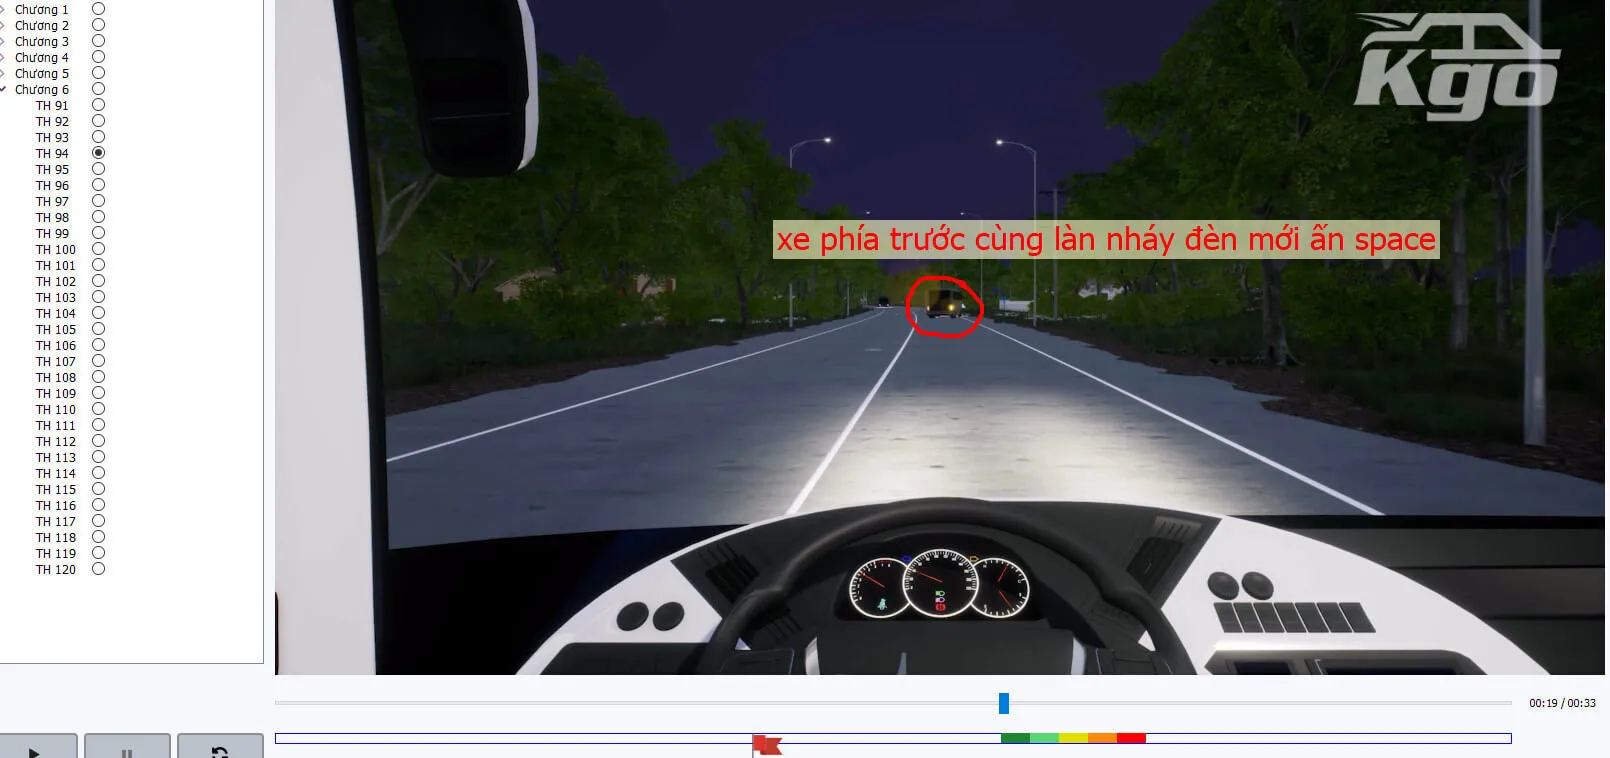 Chương 1
Chương 2
Chương 3
Chương 4
Chương 5
Chương 6
TH 91
TH 92
TH 93
TH 94
TH 95
TH 96
TH 97
TH 98
TH 99
TH 100
TH 101
TH 102
TH 103
TH 104
TH 105
TH 106
TH 107
TH 108
TH 109
TH 110
TH 111
TH 112
TH 113
TH 114
TH 115
TH 116
TH 117
TH 118
TH 119
TH 120
Kgo
xe phía trước cùng làn nháy đèn mới ấn space
00:19 / 00:33